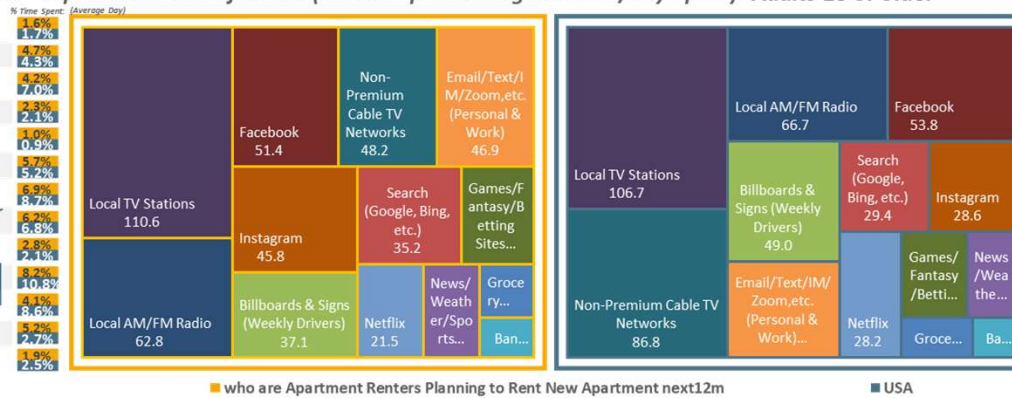 % Time Spent: (Average Day)
1.6%
1.7%
4.7%
4.3%
4.2%
7.0%
2.3%
2.1%
1.0%
0.9%
5.7%
5.2%
6.9%
8.7%
6.2%
6.8%
2.8%
2.1%
8.2%
10.8%
4.1%
8.6%
5.2%
2.7%
1.9%
2.5%
Local TV Stations
110.6
Local AM/FM Radio
62.8
Facebook
51.4
Non-
Premium
Cable TV
Networks
48.2
Email/Text/I
M/Zoom,etc.
(Personal &
Work)
46.9
Instagram
45.8
Billboards & Signs
(Weekly Drivers)
37.1
Search
(Google, Bing,
etc.)
35.2
Games/F
antasy/B
etting
Sites...
Netflix
21.5
News/
Weath
er/Spo
rts...
Groce
ry...
Ban...
Local TV Stations
106.7
Non-Premium Cable TV
Networks
86.8
Local AM/FM Radio
66.7
Facebook
53.8
Billboards &
Signs (Weekly
Drivers)
49.0
Email/Text/IM/
Zoom,etc.
(Personal &
Work)...
Search
(Google,
Bing, etc.)
29.4
Instagram
28.6
Netflix
28.2
Games/
Fantasy
/Betti...
News
/Wea
the...
Groce...
Ba...
who are Apartment Renters Planning to Rent New Apartment next12m
USA